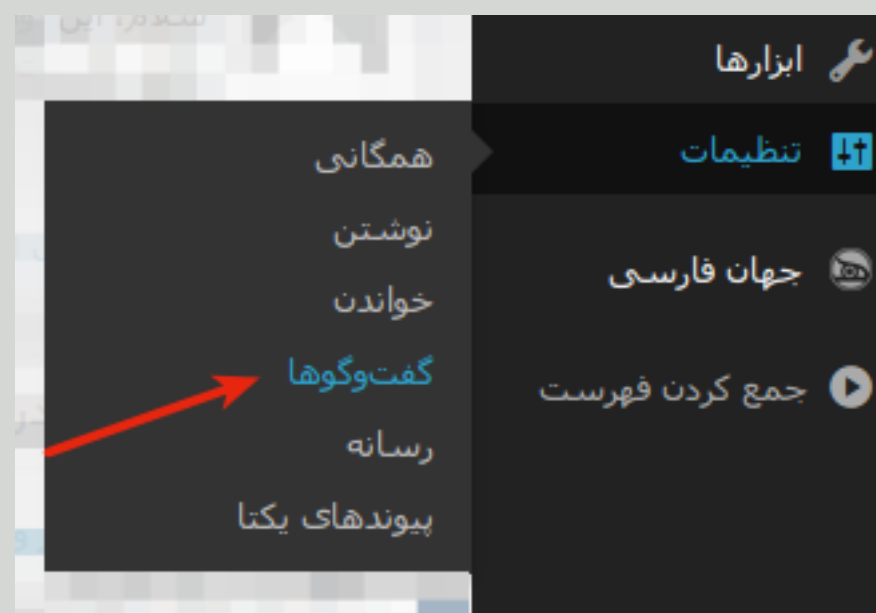 ابزارها
تنظیمات
جهان فارسی
جمع کردن فهرست
همگانی
نوشتن
خواندن
گفت‌وگوها
رسانه
پیوندهای یکتا